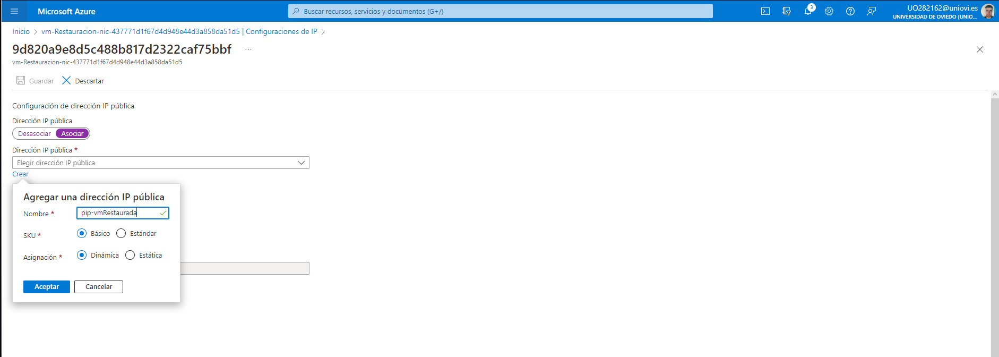 Microsoft Azure
Buscar recursos, servicios y documentos (G+/)
3
UO282162@uniovi.es
UNIVERSIDAD DE OVIEDO (UNIO...
Inicio > vm-Restauracion-nic-437771d1f67d4d948e44d3a858da51d5 | Configuraciones de IP >
9d820a9e8d5c488b817d2322caf75bbf ...
vm-Restauracion-nic-437771d1f67d4d948e44d3a858da51d5
Guardar Descartar
Configuración de dirección IP pública
Dirección IP pública
Desasociar Asociar
Dirección IP pública *
Elegir dirección IP pública
Crear
Agregar una dirección IP pública
Nombre * pip-vmRestaurada
SKU * Básico Estándar
Asignación * Dinámica Estática
Aceptar Cancelar